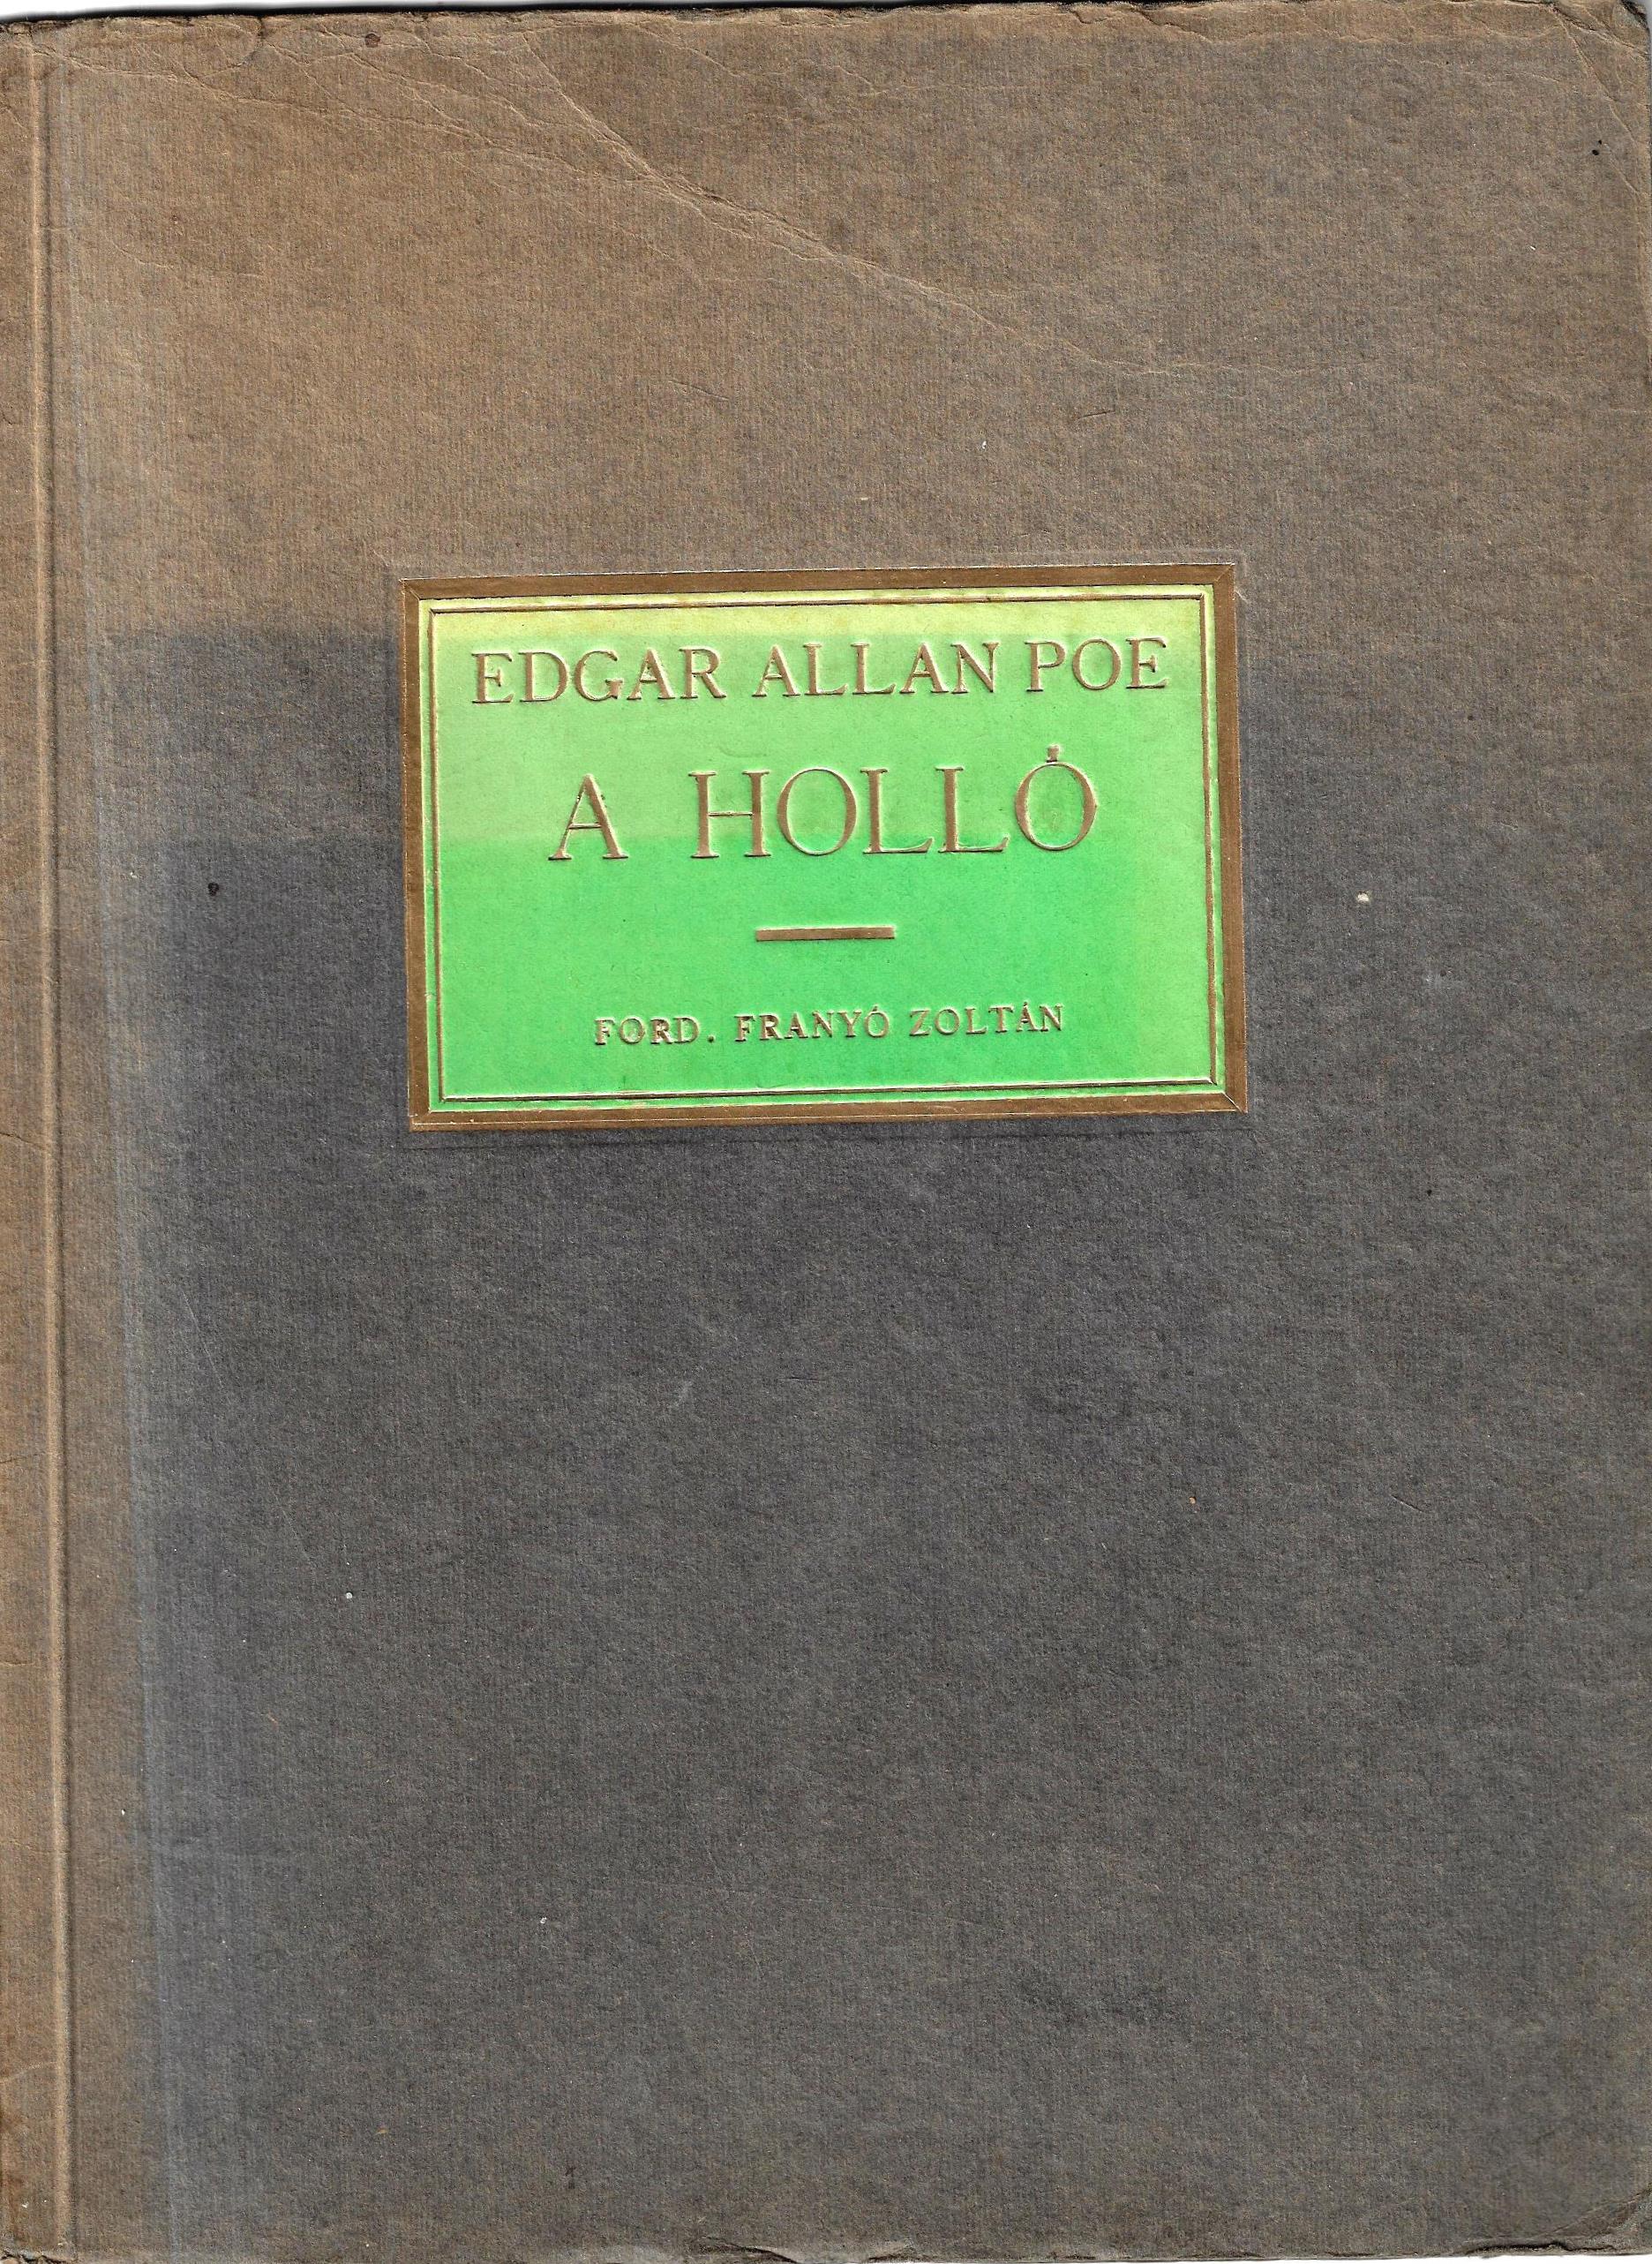 EDGAR ALLAN POE
A HOLLÓ
FORD. FRANYÓ ZOLTÁN